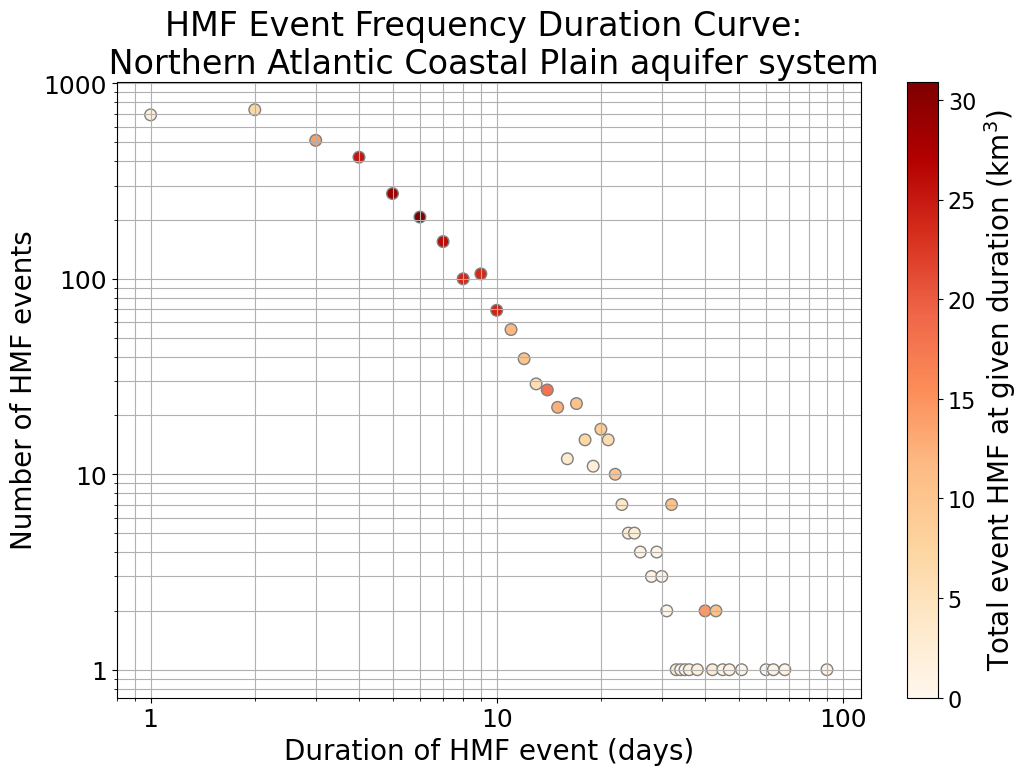 HMF Event Frequency Duration Curve:
Northern Atlantic Coastal Plain aquifer system
1000
100
10
1
Number of HMF events
1 10 100
Duration of HMF event (days)
30
25
20
15
10
5
0
Total event HMF at given duration (km³)